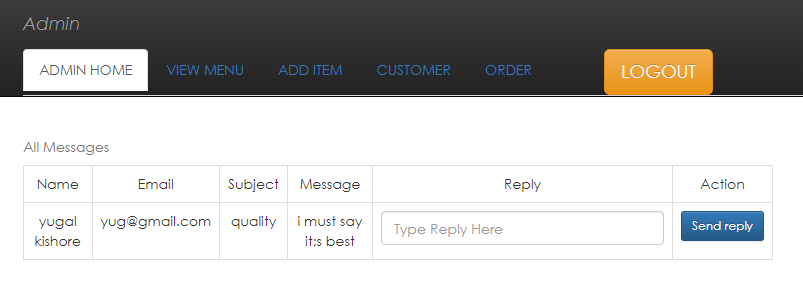 Admin
ADMIN HOME VIEW MENU ADD ITEM CUSTOMER ORDER LOGOUT
All Messages
Name Email Subject Message Reply Action
yugal yug@gmail.com quality i must say Type Reply Here Send reply
kishore it;s best